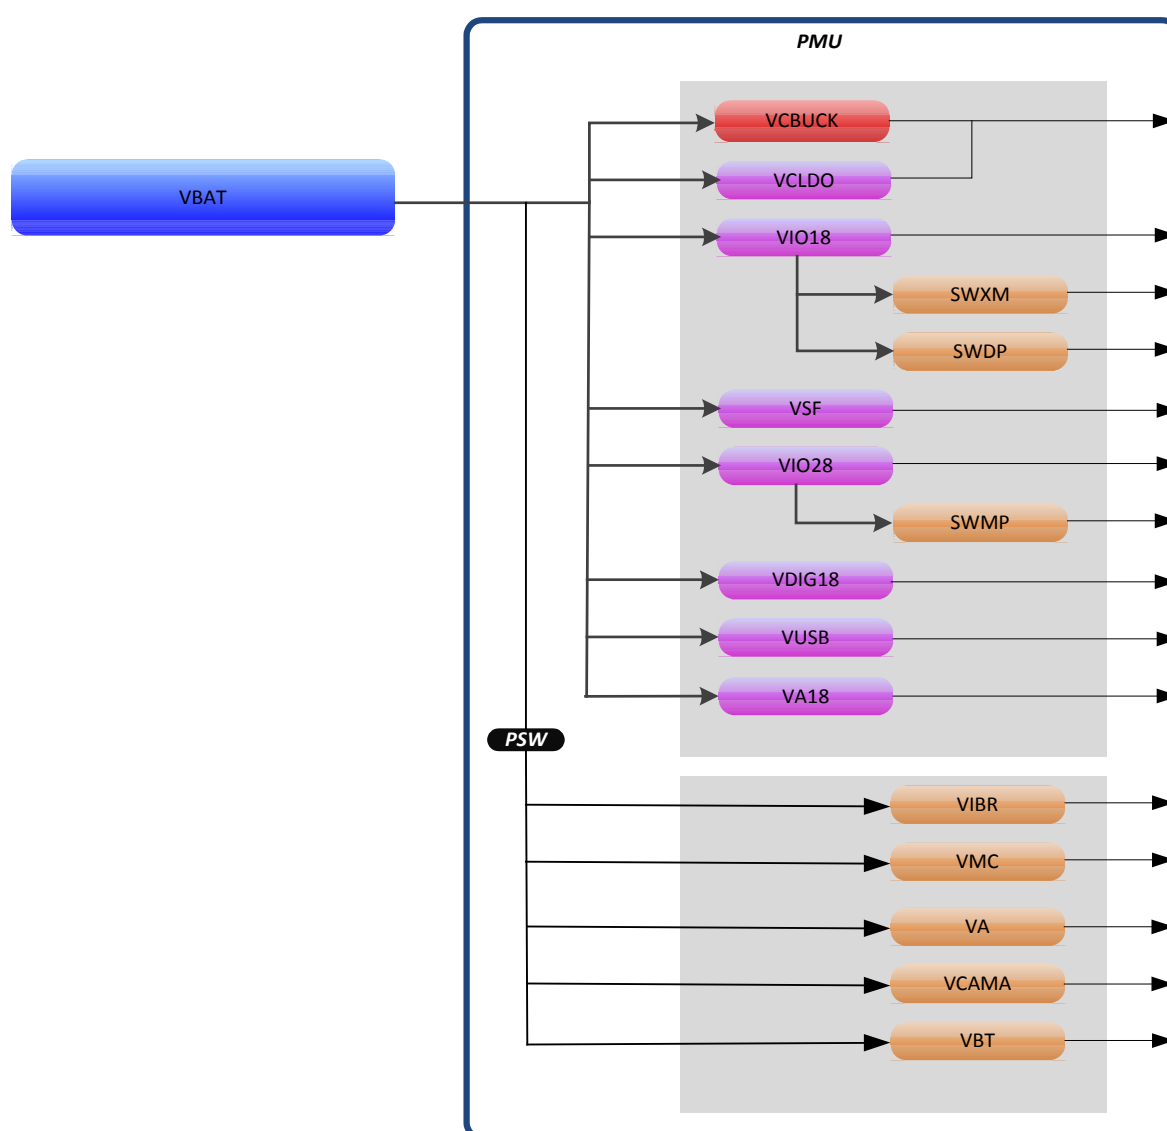 PMU
VCBUCK
VCLDO
VBAT
VIO18
SWXM
SWDP
VSF
VIO28
SWMP
VDIG18
VUSB
VA18
PSW
VIBR
VMC
VA
VCAMA
VBT